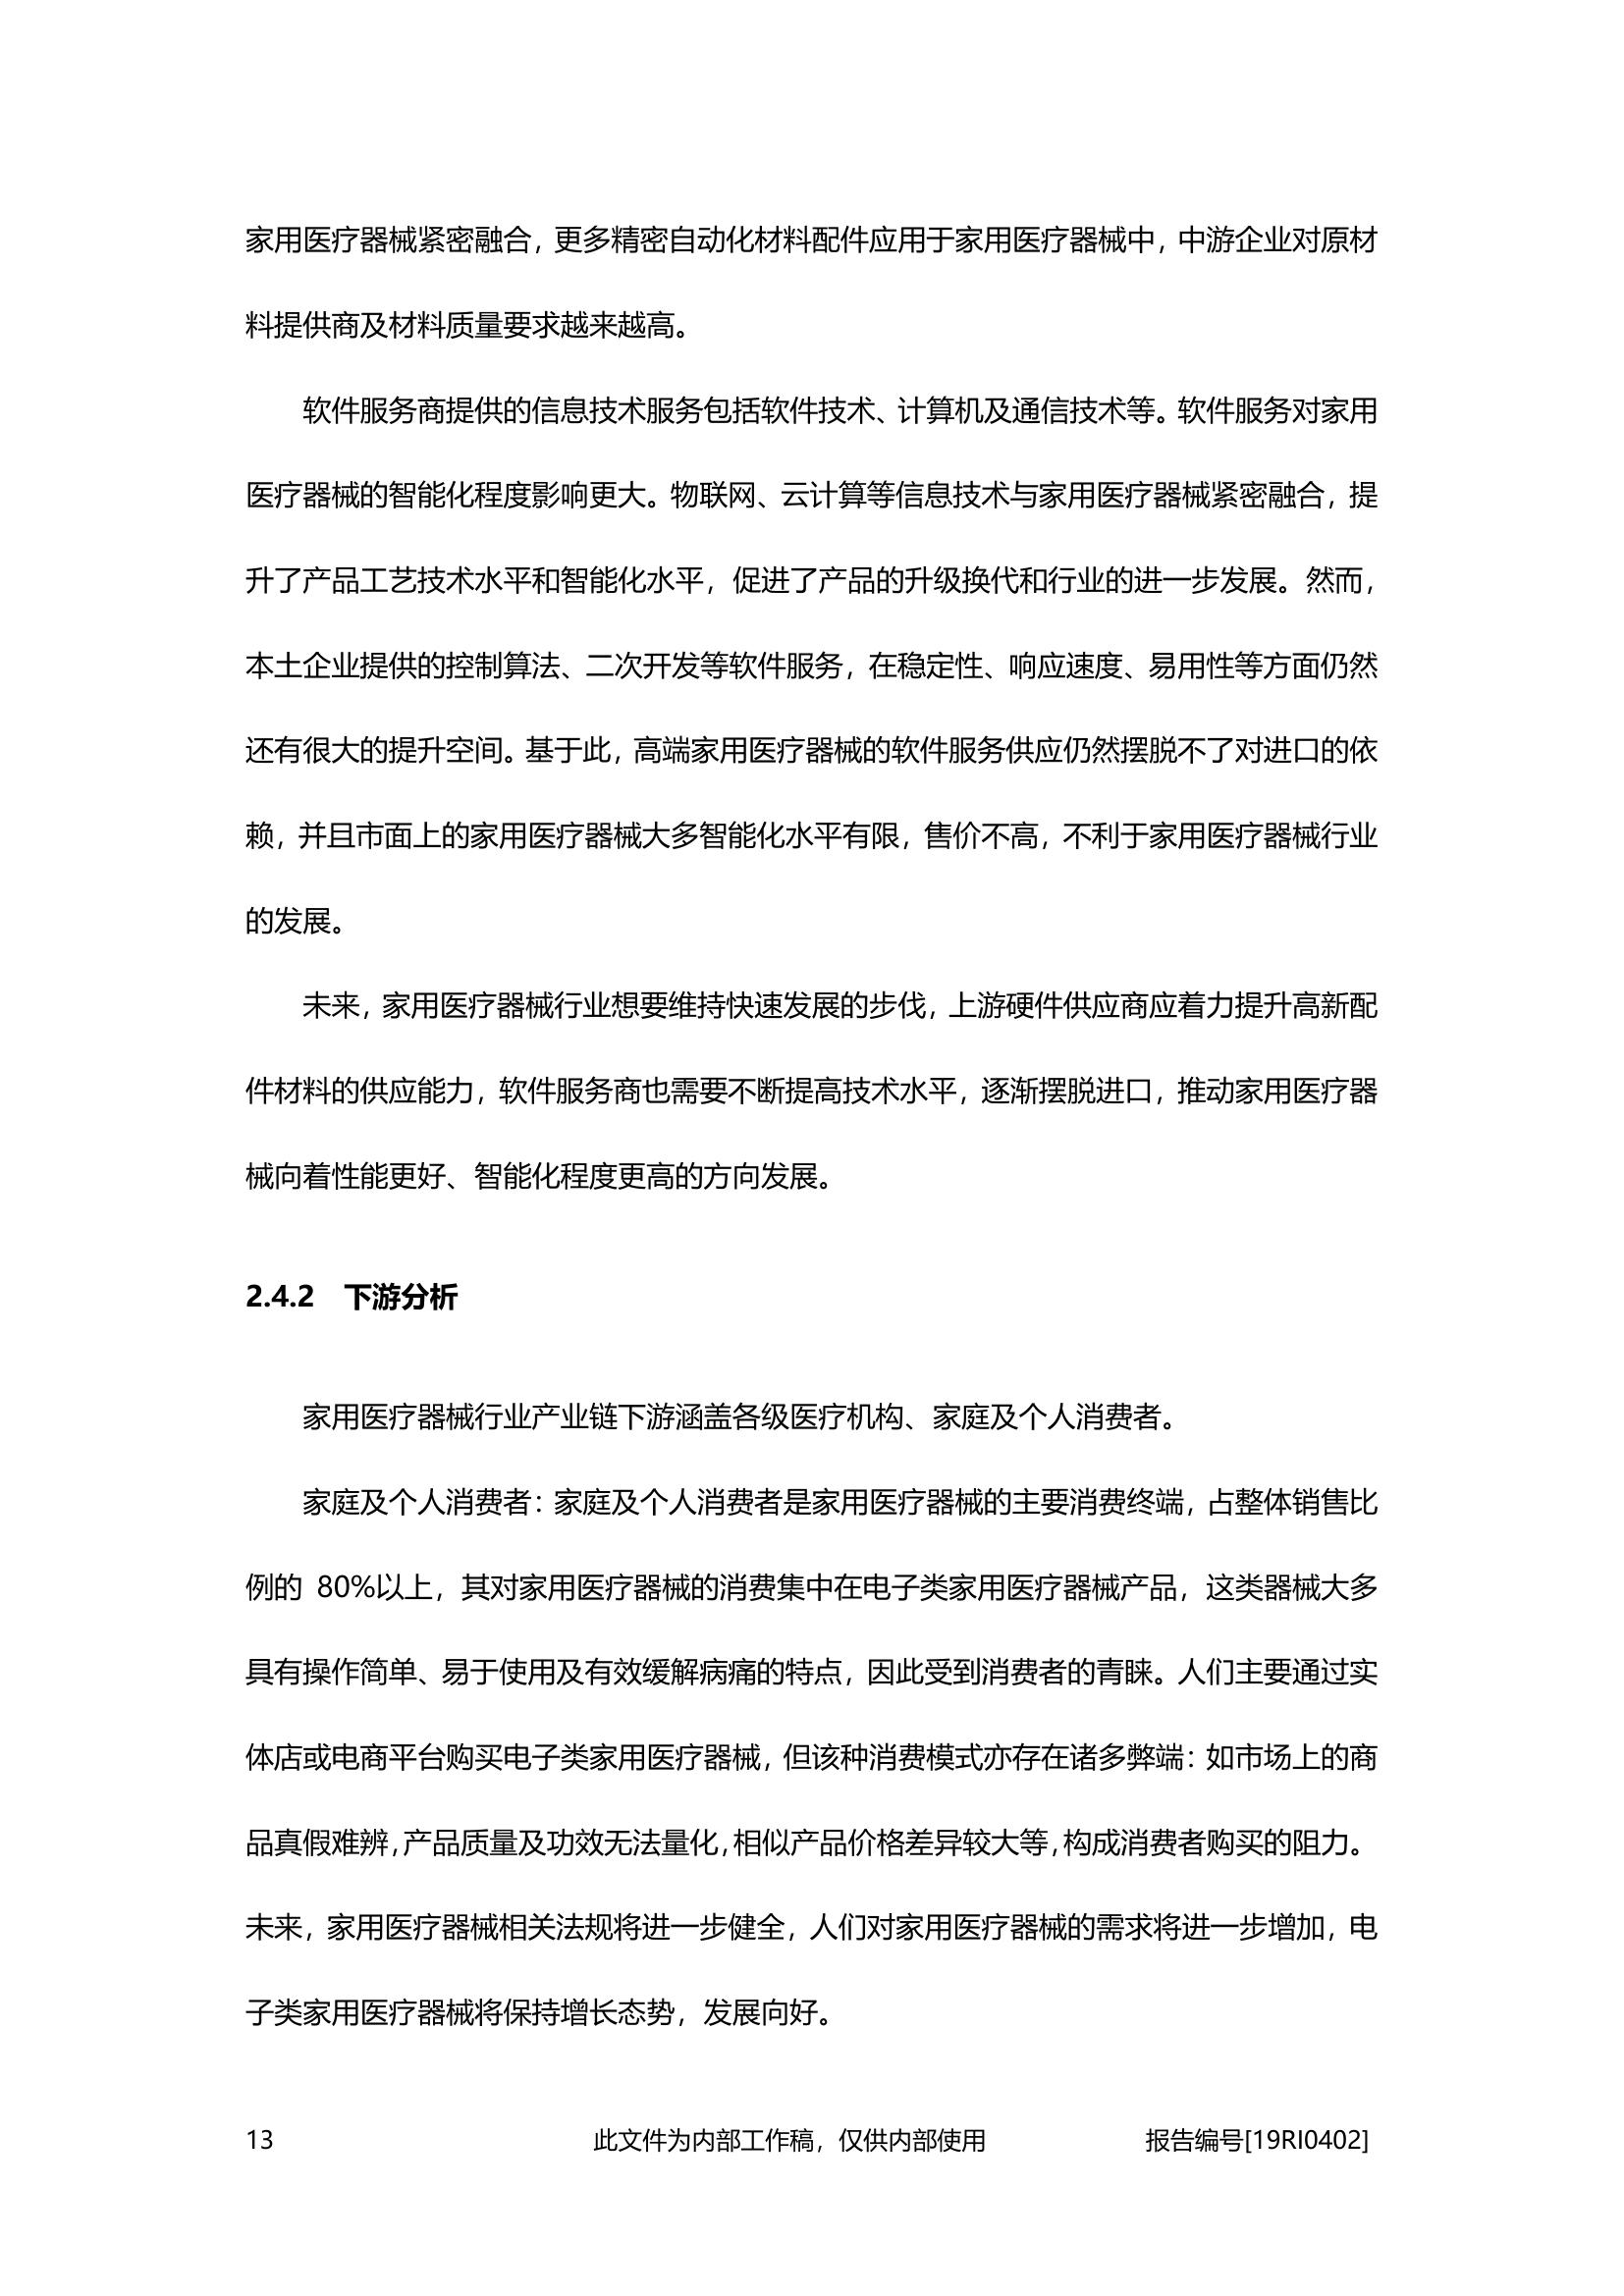 家用医疗器械紧密融合，更多精密自动化材料配件应用于家用医疗器械中，中游企业对原材
料提供商及材料质量要求越来越高。
软件服务商提供的信息技术服务包括软件技术、计算机及通信技术等。软件服务对家用
医疗器械的智能化程度影响更大。物联网、云计算等信息技术与家用医疗器械紧密融合，提
升了产品工艺技术水平和智能化水平，促进了产品的升级换代和行业的进一步发展。然而，
本土企业提供的控制算法、二次开发等软件服务，在稳定性、响应速度、易用性等方面仍然
还有很大的提升空间。基于此，高端家用医疗器械的软件服务供应仍然摆脱不了对进口的依
赖，并且市面上的家用医疗器械大多智能化水平有限，售价不高，不利于家用医疗器械行业
的发展。
未来，家用医疗器械行业想要维持快速发展的步伐，上游硬件供应商应着力提升高新配
件材料的供应能力，软件服务商也需要不断提高技术水平，逐渐摆脱进口，推动家用医疗器
械向着性能更好、智能化程度更高的方向发展。
2.4.2 下游分析
家用医疗器械行业产业链下游涵盖各级医疗机构、家庭及个人消费者。
家庭及个人消费者：家庭及个人消费者是家用医疗器械的主要消费终端，占整体销售比
例的 80%以上，其对家用医疗器械的消费集中在电子类家用医疗器械产品，这类器械大多
具有操作简单、易于使用及有效缓解病痛的特点，因此受到消费者的青睐。人们主要通过实
体店或电商平台购买电子类家用医疗器械，但该种消费模式亦存在诸多弊端：如市场上的商
品真假难辨，产品质量及功效无法量化，相似产品价格差异较大等，构成消费者购买的阻力。
未来，家用医疗器械相关法规将进一步健全，人们对家用医疗器械的需求将进一步增加，电
子类家用医疗器械将保持增长态势，发展向好。
13 此文件为内部工作稿，仅供内部使用 报告编号[19RI0402]